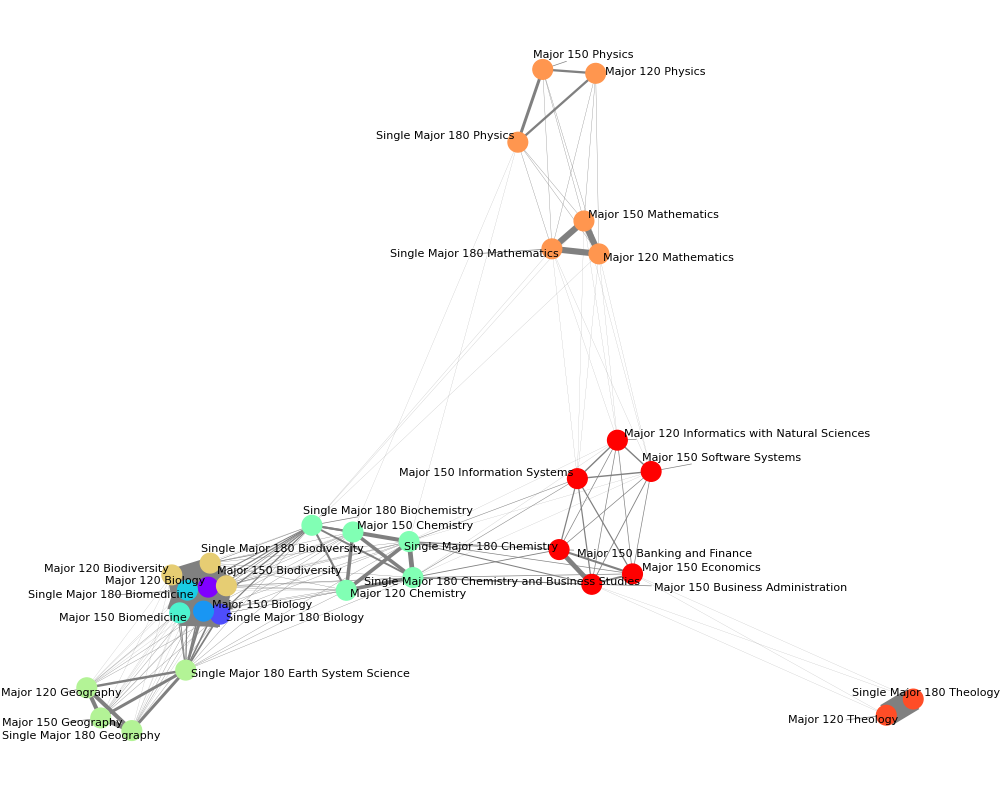 Major 150 Physics
Major 120 Physics
Single Major 180 Physics
Major 150 Mathematics
Single Major 180 Mathematics
Major 120 Mathematics
Major 120 Informatics with Natural Sciences
Major 150 Software Systems
Major 150 Information Systems
Single Major 180 Biochemistry
Major 150 Chemistry
Single Major 180 Biodiversity
Single Major 180 Chemistry
Major 150 Banking and Finance
Major 120 Biodiversity
Major 150 Biodiversity
Major 150 Economics
Major 120 Biology
Single Major 180 Chemistry and Business Studies
Major 150 Business Administration
Single Major 180 Biomedicine
Major 120 Chemistry
Major 150 Biology
Major 150 Biomedicine
Single Major 180 Biology
Single Major 180 Earth System Science
Major 120 Geography
Single Major 180 Theology
Major 150 Geography
Major 120 Theology
Single Major 180 Geography